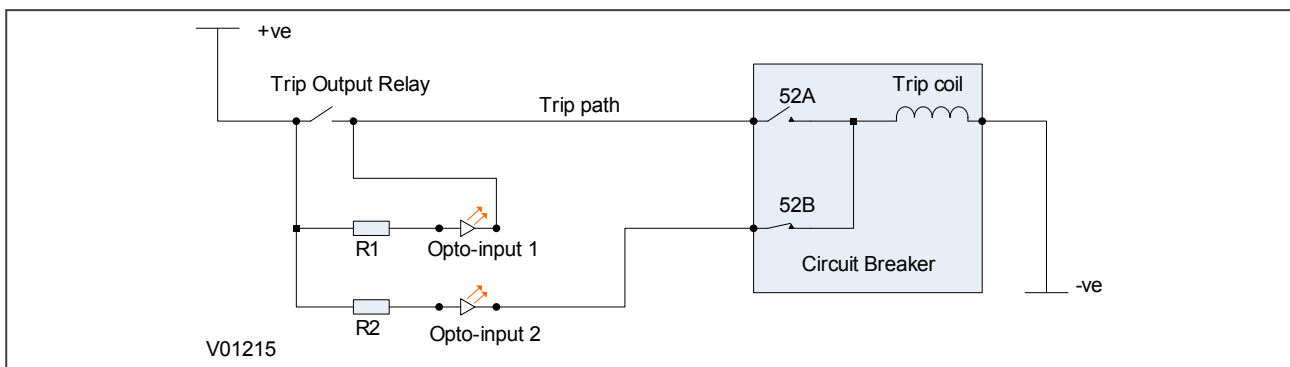 +ve
Trip Output Relay
Trip path
52A
Trip coil
52B
R1
Opto-input 1
Circuit Breaker
-ve
R2
Opto-input 2
V01215